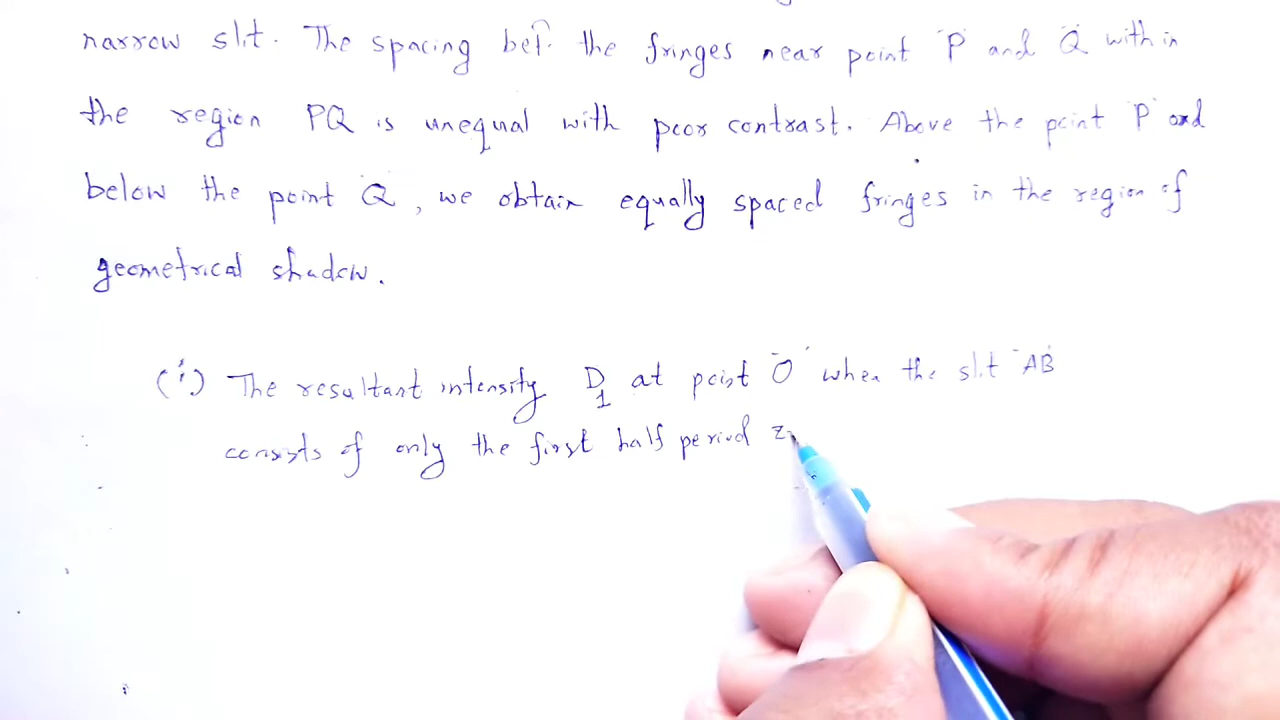 narrow slit. The spacing bet. the fringes near point "P" and "Q" within
the region PQ is unequal with poor contrast. Above the point "P" and
below the point "Q", we obtain equally spaced fringes in the region of
geometrical shadow.
(i) The resultant intensity D1 at point "O" when the slit "AB"
consists of only the first half period z